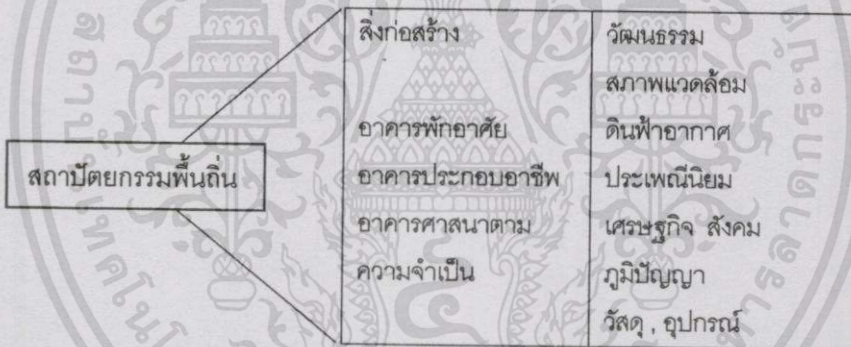 สถาปัตยกรรมพื้นถิ่น
สิ่งก่อสร้าง
อาคารพักอาศัย
อาคารประกอบอาชีพ
อาคารศาสนาตาม
ความจำเป็น
วัฒนธรรม
สภาพแวดล้อม
ดินฟ้าอากาศ
ประเพณีนิยม
เศรษฐกิจ สังคม
ภูมิปัญญา
วัสดุ , อุปกรณ์